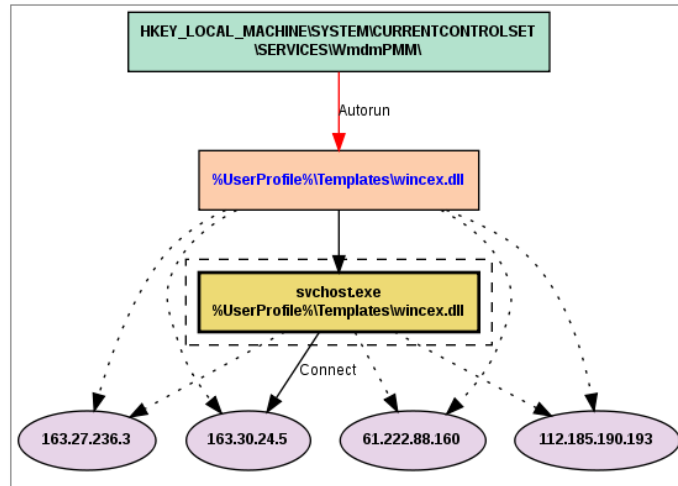 HKEY_LOCAL_MACHINE\SYSTEM\CURRENTCONTROLSET
\SERVICES\WmdmPMM\
Autorun
%UserProfile%\Templates\wincex.dll
svchost.exe
%UserProfile%\Templates\wincex.dll
Connect
163.27.236.3
163.30.24.5
61.222.88.160
112.185.190.193